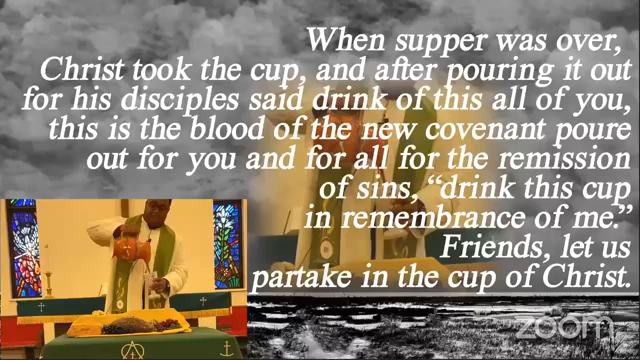 When supper was over,
Christ took the cup, and after pouring it out
for his disciples said drink of this all of you,
this is the blood of the new covenant poure
out for you and for all for the remission
of sins, “drink this cup
in remembrance of me.”
Friends, let us
partake in the cup of Christ.
zoom